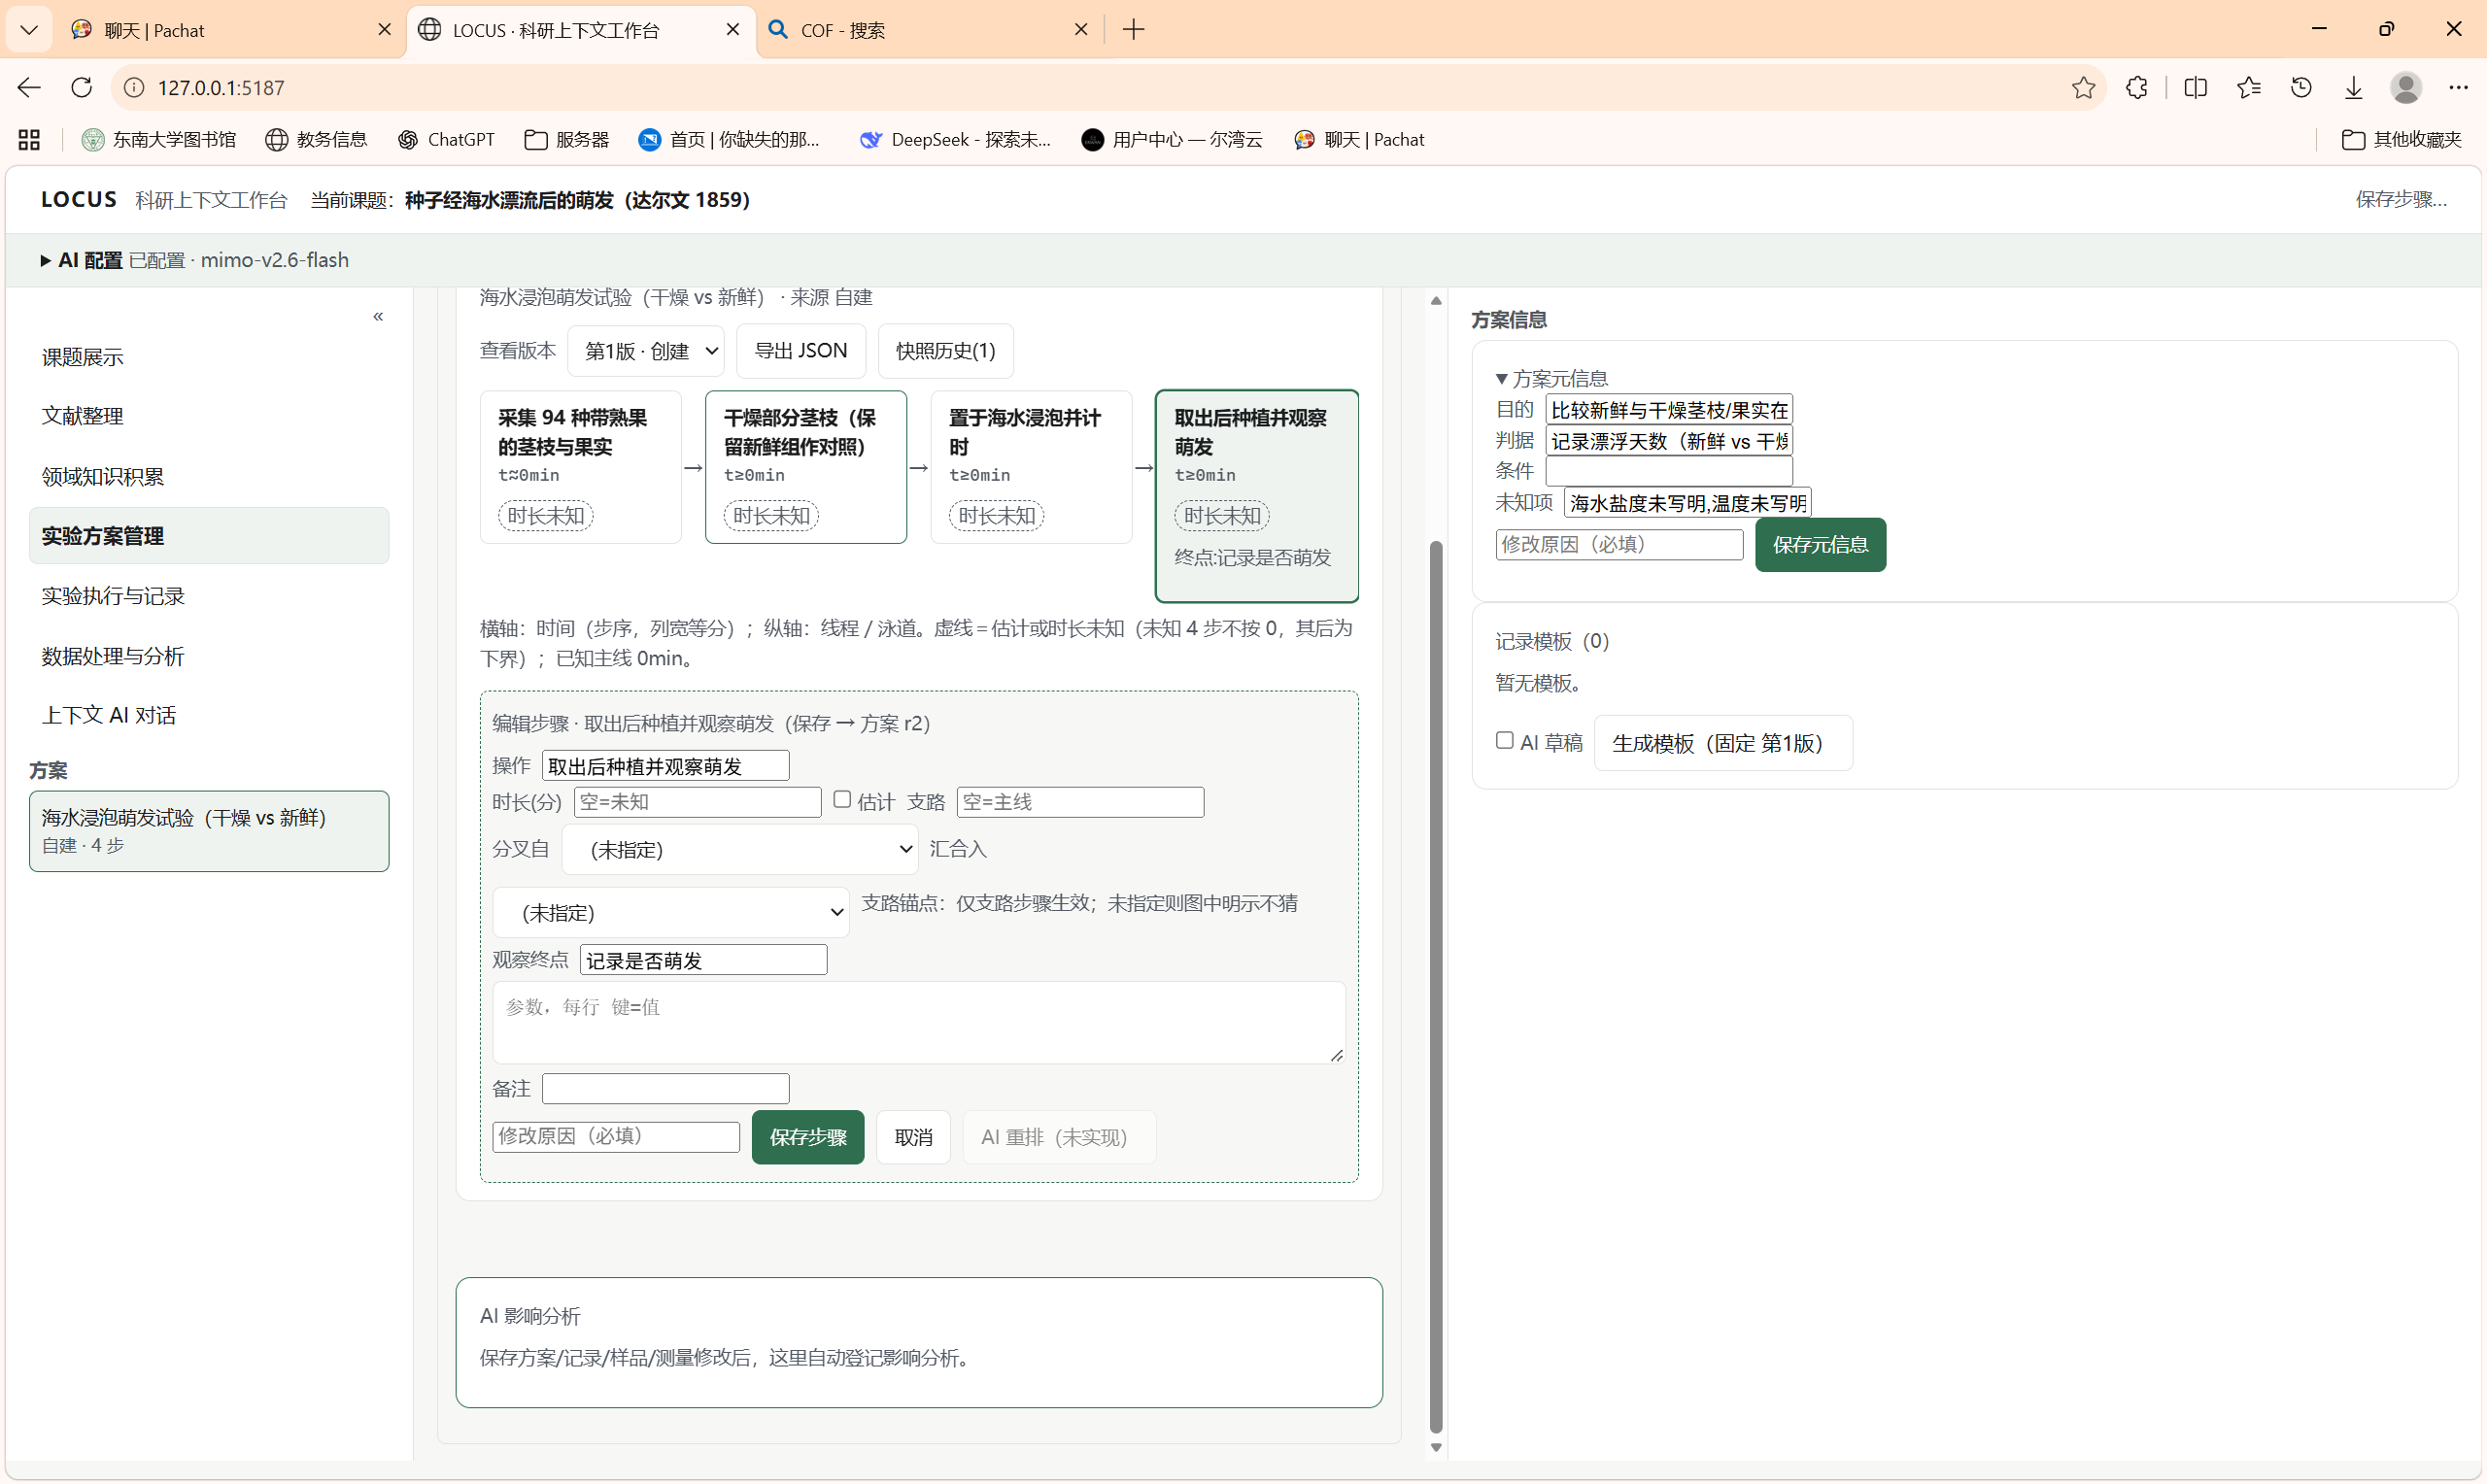 聊天 | Pachat
LOCUS · 科研上下文工作台
COF - 搜索
127.0.0.1:5187
东南大学图书馆
教务信息
ChatGPT
服务器
首页 | 你缺失的那...
DeepSeek - 探索未...
用户中心 — 尔湾云
聊天 | Pachat
其他收藏夹
LOCUS 科研上下文工作台 当前课题：种子经海水漂流后的萌发（达尔文 1859）
保存步骤...
▶ AI 配置 已配置 · mimo-v2.6-flash
«
课题展示
文献整理
领域知识积累
实验方案管理
实验执行与记录
数据处理与分析
上下文 AI 对话
方案
海水浸泡萌发试验（干燥 vs 新鲜）
自建 · 4 步
海水浸泡萌发试验（干燥 vs 新鲜） · 来源 自建
查看版本 第1版 · 创建 导出 JSON 快照历史(1)
采集 94 种带熟果的茎枝与果实
t≈0min
时长未知
→
干燥部分茎枝（保留新鲜组作对照）
t≥0min
时长未知
→
置于海水浸泡并计时
t≥0min
时长未知
→
取出后种植并观察萌发
t≥0min
时长未知
终点:记录是否萌发
横轴：时间（步序，列宽等分）；纵轴：线程 / 泳道。虚线＝估计或时长未知（未知 4 步不按 0，其后为
下界）；已知主线 0min。
编辑步骤 · 取出后种植并观察萌发（保存 → 方案 r2）
操作 取出后种植并观察萌发
时长(分) 空=未知 估计 支路 空=主线
分叉自 （未指定） 汇合入
（未指定） 支路锚点：仅支路步骤生效；未指定则图中明示不猜
观察终点 记录是否萌发
参数，每行 键=值
备注
修改原因（必填） 保存步骤 取消 AI 重排（未实现）
AI 影响分析
保存方案/记录/样品/测量修改后，这里自动登记影响分析。
方案信息
▼ 方案元信息
目的 比较新鲜与干燥茎枝/果实在
判据 记录漂浮天数（新鲜 vs 干燥
条件
未知项 海水盐度未写明,温度未写明
修改原因（必填） 保存元信息
记录模板（0）
暂无模板。
AI 草稿 生成模板（固定 第1版）